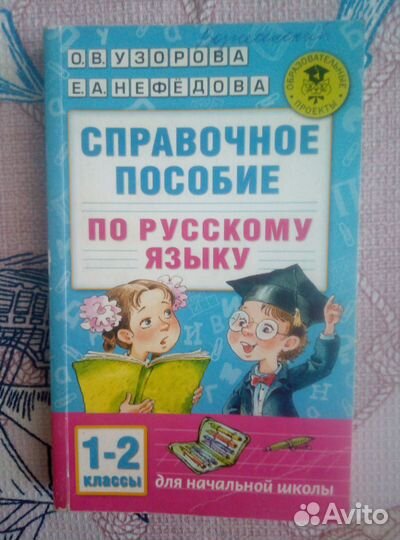 О.В. УЗОРОВА
Е.А. НЕФЁДОВА
ОБРАЗОВАТЕЛЬНЫЕ
ПРОЕКТЫ
СПРАВОЧНОЕ
ПОСОБИЕ
ПО РУССКОМУ
ЯЗЫКУ
1-2
КЛАССЫ
для начальной школы
Avito